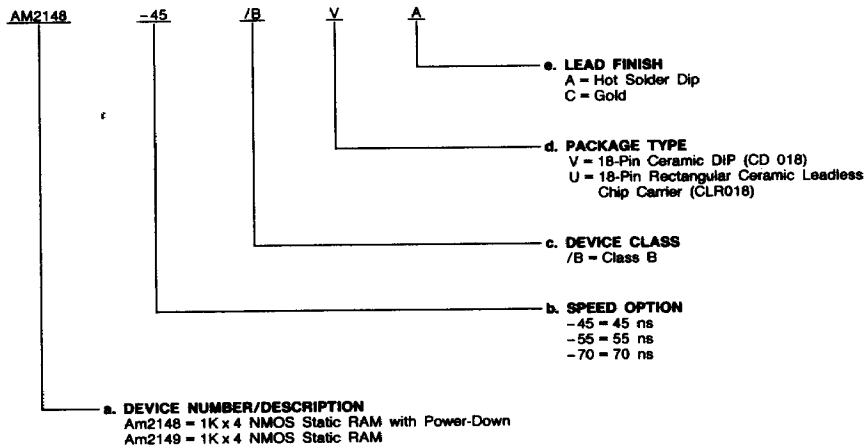 AM2148 -45 /B V A
e. LEAD FINISH
A = Hot Solder Dip
C = Gold
d. PACKAGE TYPE
V = 18-Pin Ceramic DIP (CD 018)
U = 18-Pin Rectangular Ceramic Leadless
Chip Carrier (CLR018)
c. DEVICE CLASS
/B = Class B
b. SPEED OPTION
-45 = 45 ns
-55 = 55 ns
-70 = 70 ns
a. DEVICE NUMBER/DESCRIPTION
Am2148 = 1K x 4 NMOS Static RAM with Power-Down
Am2149 = 1K x 4 NMOS Static RAM